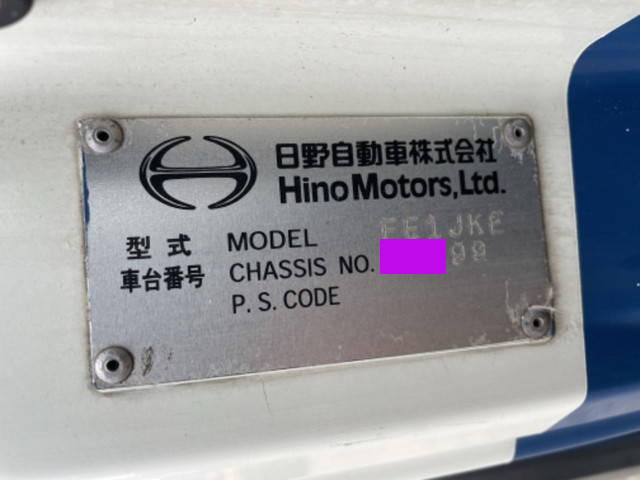 日野自動車株式会社
Hino Motors, Ltd.
型式 MODEL FE1JKE
車台番号 CHASSIS NO. 99
P.S.CODE